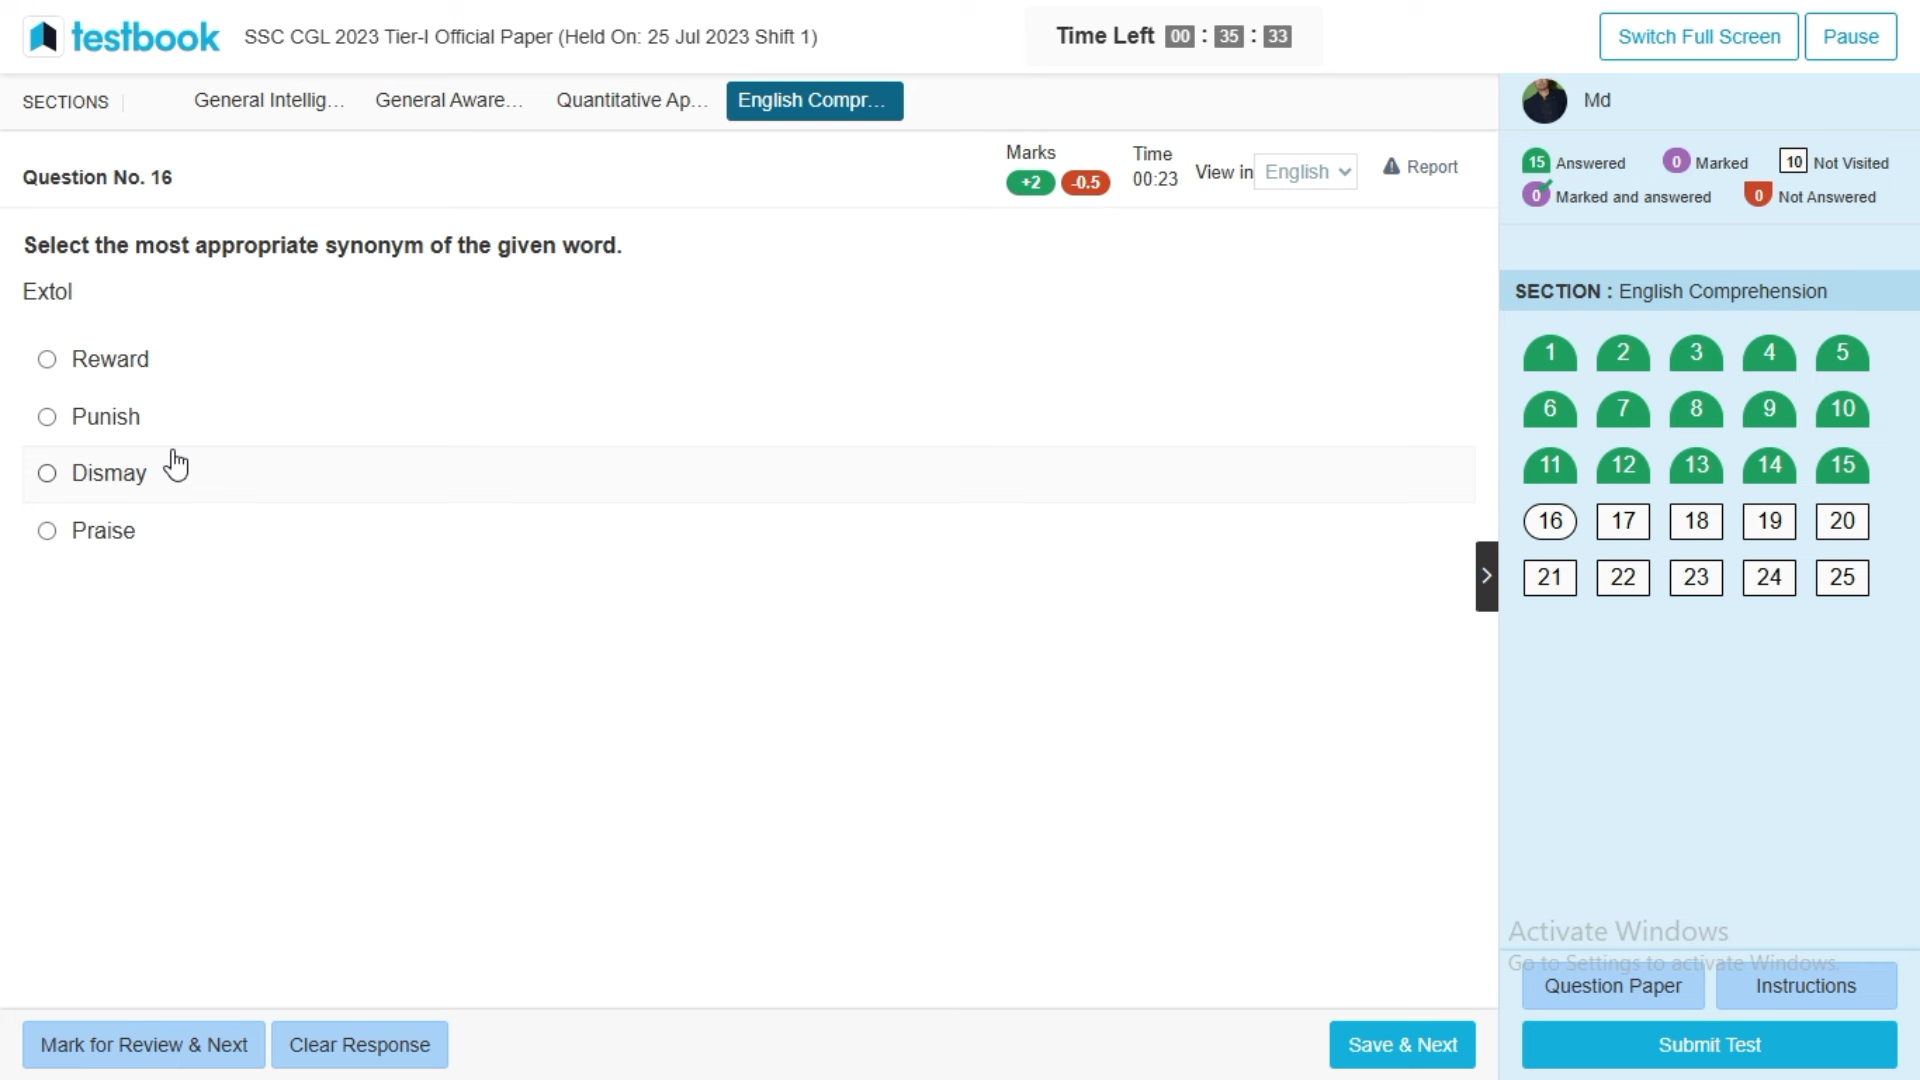 testbook SSC CGL 2023 Tier-I Official Paper (Held On: 25 Jul 2023 Shift 1) Time Left 00 : 35 : 33 Switch Full Screen Pause
SECTIONS General Intellig... General Aware... Quantitative Ap... English Compr... Md
Question No. 16
Marks
+2 -0.5
Time
00:23
View in English
Report
15 Answered 0 Marked 10 Not Visited
0 Marked and answered 0 Not Answered
Select the most appropriate synonym of the given word.
Extol
Reward
Punish
Dismay
Praise
SECTION : English Comprehension
1 2 3 4 5
6 7 8 9 10
11 12 13 14 15
16 17 18 19 20
21 22 23 24 25
Activate Windows
Go to Settings to activate Windows.
Question Paper Instructions
Mark for Review & Next Clear Response Save & Next Submit Test